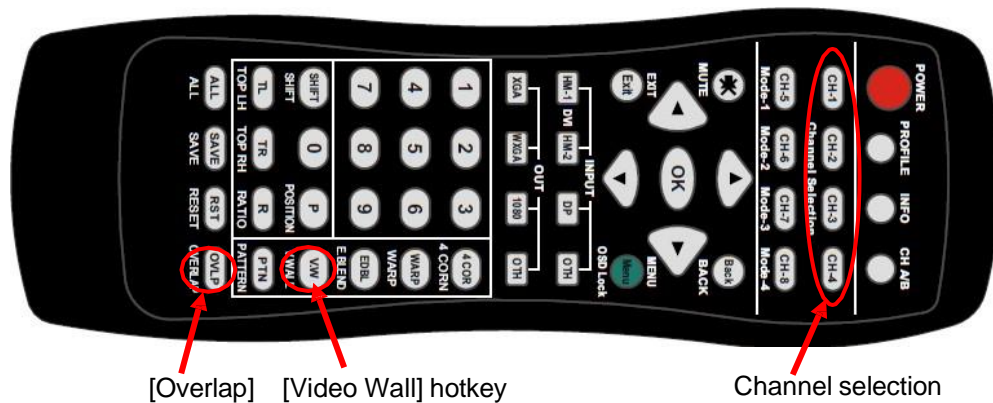 POWER PROFILE INFO CH A/B
CH-1 CH-2 CH-3 CH-4
Channel Selection
CH-5 CH-6 CH-7 CH-8
Mode-1 Mode-2 Mode-3 Mode-4
Back
MUTE BACK
OK
EXIT MENU
Exit Menu
OSD Lock
INPUT
HM-1 DVI HM-2 DP OTH
OUT
XGA WXGA 1080 OTH
1 2 3 4COR
4 CORN
4 5 6 WARP
WARP
7 8 9 EDBL
E.BLEND
SHIFT 0 P V.W
SHIFT POSITION
TL TR R PTN
TOP LH TOP RH RATIO PATTERN
ALL SAVE RST OVLP
ALL SAVE RESET OVERLAP
[Overlap] [Video Wall] hotkey Channel selection